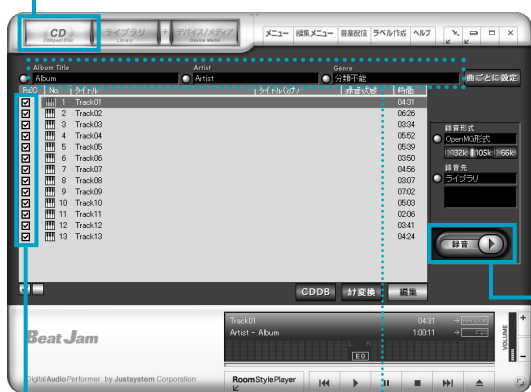 CD ライブラリ + デバイス/メディア メニュー 編集メニュー 音楽配信 ラベル作成 ヘルプ
Compact Disc Library Device Media
Album Title Artist Genre
Album Artist 分類不能 曲ごとに設定
REC No. タイトル タイトル(カナ) 録音状態 時間
1 Track01 04:31
2 Track02 06:26
3 Track03 03:34
4 Track04 05:52
5 Track05 05:39
6 Track06 03:50
7 Track07 04:56
8 Track08 03:07
9 Track09 07:02
10 Track10 05:03
11 Track11 02:06
12 Track12 03:41
13 Track13 04:24
録音形式
OpenMG形式
132k 105k 66k
録音先
ライブラリ
録音
CDDB カナ変換 編集
Track01 04:31
Artist - Album 1:00:11
L R
EQ
VOLUME
+
-
Beat Jam
Digital Audio Performer by Justsystem Corporation
RoomStylePlayer